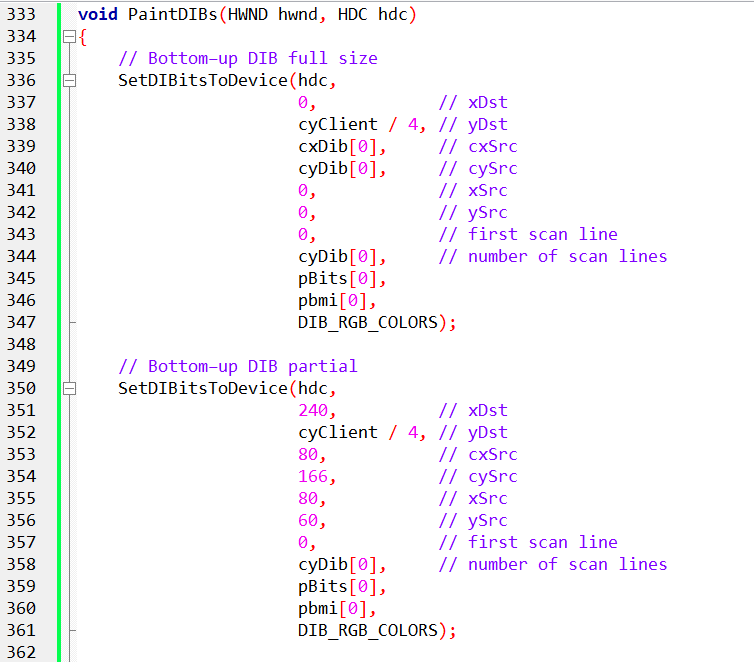 333 void PaintDIBs(HWND hwnd, HDC hdc)
334 {
335 // Bottom-up DIB full size
336 SetDIBitsToDevice(hdc,
337 0, // xDst
338 cyClient / 4, // yDst
339 cxDib[0], // cxSrc
340 cyDib[0], // cySrc
341 0, // xSrc
342 0, // ySrc
343 0, // first scan line
344 cyDib[0], // number of scan lines
345 pBits[0],
346 pbmi[0],
347 DIB_RGB_COLORS);
348
349 // Bottom-up DIB partial
350 SetDIBitsToDevice(hdc,
351 240, // xDst
352 cyClient / 4, // yDst
353 80, // cxSrc
354 166, // cySrc
355 80, // xSrc
356 60, // ySrc
357 0, // first scan line
358 cyDib[0], // number of scan lines
359 pBits[0],
360 pbmi[0],
361 DIB_RGB_COLORS);
362